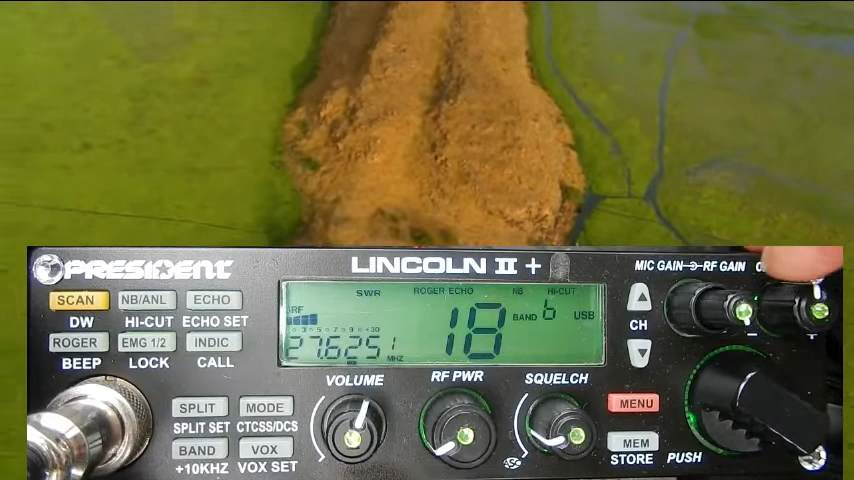 PRESIDENT
LINCOLN II +
MIC GAIN RF GAIN
SCAN NB/ANL ECHO
DW HI-CUT ECHO SET
ROGER EMG 1/2 INDIC
BEEP LOCK CALL
SWR ROGER ECHO NB HI-CUT
RF
18 BAND b USB
27.6251 MHZ
CH
VOLUME RF PWR SQUELCH
SPLIT MODE
SPLIT SET CTCSS/DCS
BAND VOX
+10KHZ VOX SET
MENU
MEM
STORE PUSH
ASC